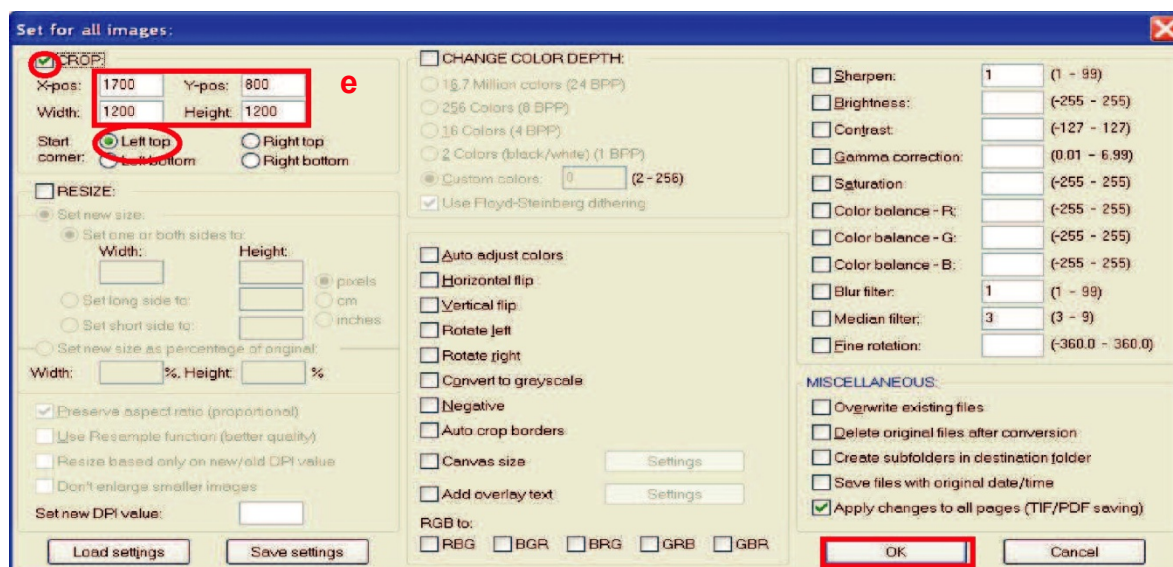 Set for all images:
CROP:
X-pos: 1700 Y-pos: 800
Width: 1200 Height: 1200
e
Start corner:
Left top Right top
Left bottom Right bottom
RESIZE:
Set new size:
Set one or both sides to:
Width: Height:
pixels
Set long side to: cm
Set short side to: inches
Set new size as percentage of original:
Width: %, Height: %
Preserve aspect ratio (proportional)
Use Resample function (better quality)
Resize based only on new/old DPI value
Don't enlarge smaller images
Set new DPI value:
Load settings Save settings
CHANGE COLOR DEPTH:
16,7 Million colors (24 BPP)
256 Colors (8 BPP)
16 Colors (4 BPP)
2 Colors (black/white) (1 BPP)
Custom colors: 0 (2-256)
Use Floyd-Steinberg dithering
Auto adjust colors
Horizontal flip
Vertical flip
Rotate left
Rotate right
Convert to grayscale
Negative
Auto crop borders
Canvas size Settings
Add overlay text Settings
RGB to:
RBG BGR BRG GRB GBR
Sharpen: 1 (1 - 99)
Brightness: (-255 - 255)
Contrast: (-127 - 127)
Gamma correction: (0.01 - 6.99)
Saturation: (-255 - 255)
Color balance - R: (-255 - 255)
Color balance - G: (-255 - 255)
Color balance - B: (-255 - 255)
Blur filter: 1 (1 - 99)
Median filter: 3 (3 - 9)
Fine rotation: (-360.0 - 360.0)
MISCELLANEOUS:
Overwrite existing files
Delete original files after conversion
Create subfolders in destination folder
Save files with original date/time
Apply changes to all pages (TIF/PDF saving)
OK Cancel